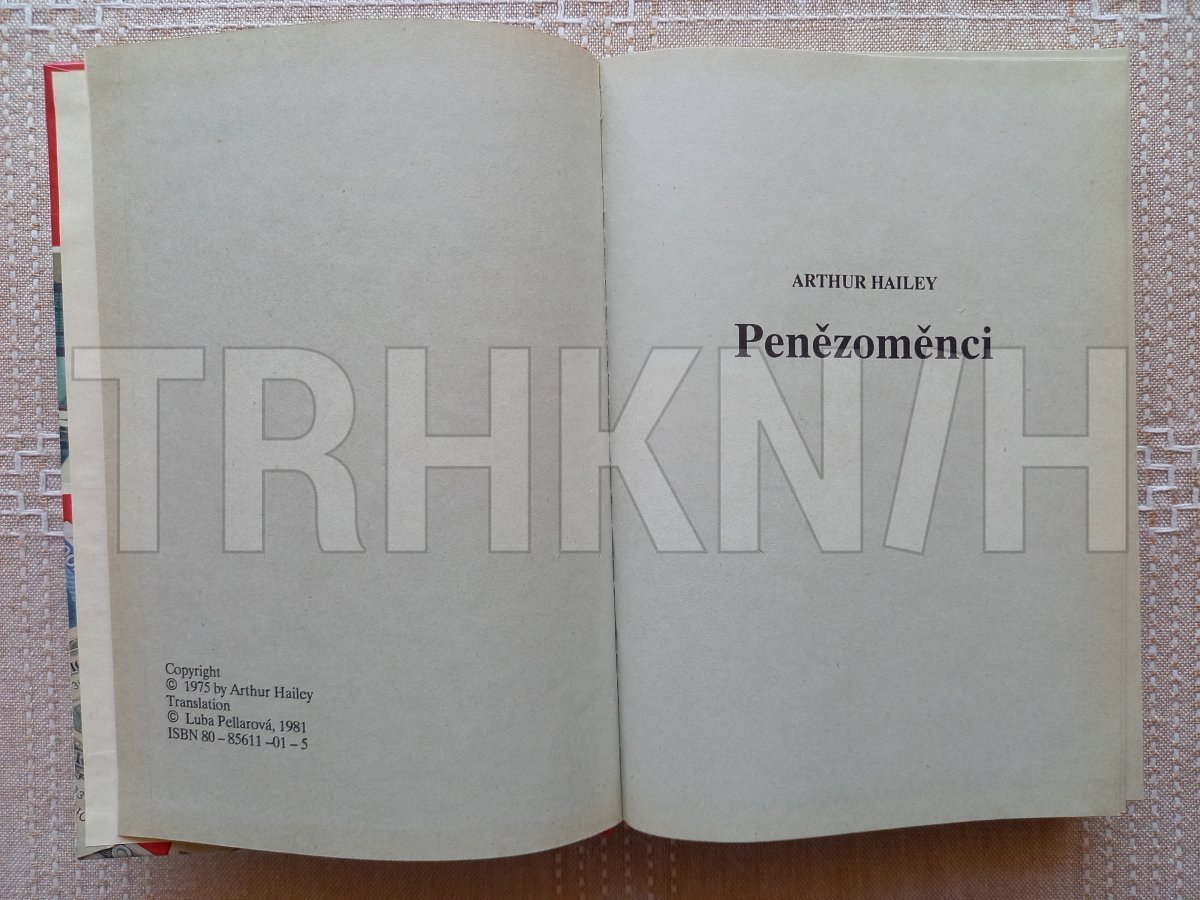 Copyright
© 1975 by Arthur Hailey
Translation
© Luba Pellarová, 1981
ISBN 80 – 85611 –01 – 5
ARTHUR HAILEY
Penězoměnci
TRHKNIH